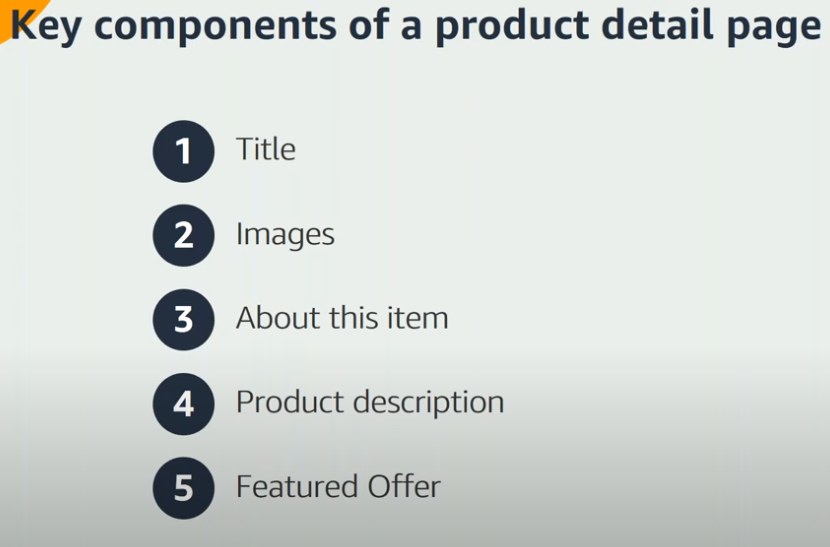 Key components of a product detail page
1 Title
2 Images
3 About this item
4 Product description
5 Featured Offer